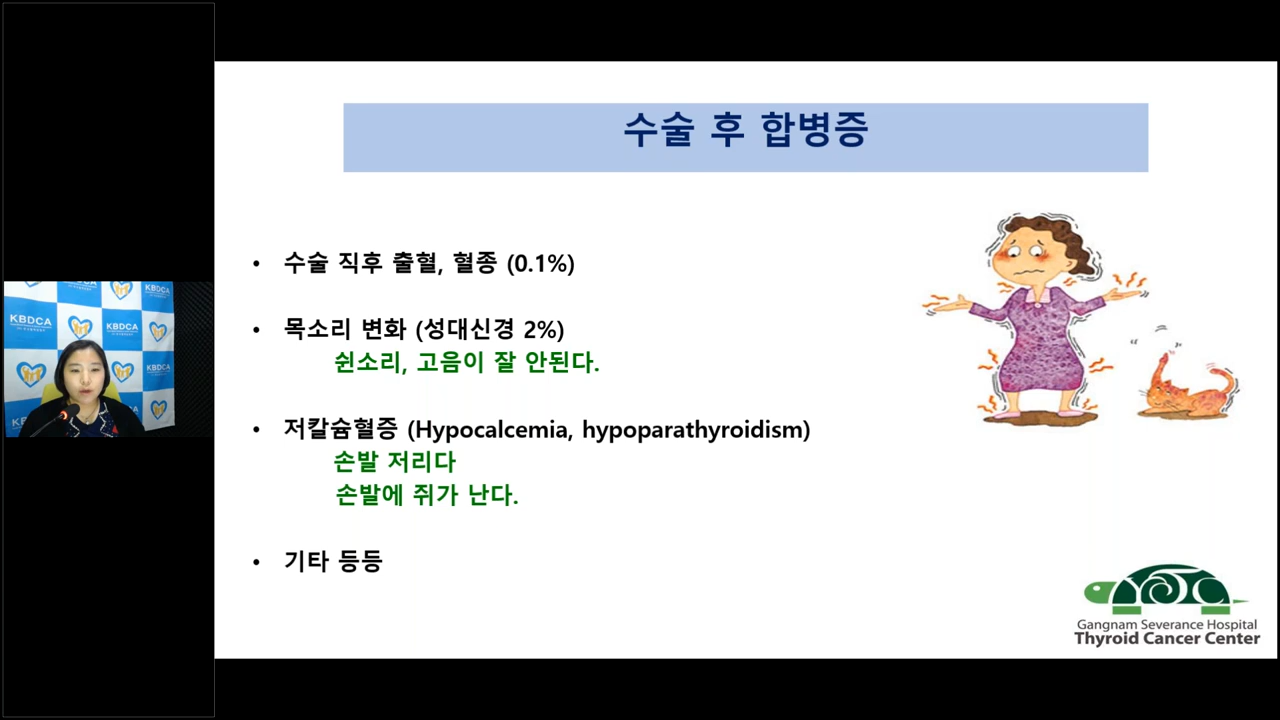 수술 후 합병증
• 수술 직후 출혈, 혈종 (0.1%)
• 목소리 변화 (성대신경 2%)
쉰소리, 고음이 잘 안된다.
• 저칼슘혈증 (Hypocalcemia, hypoparathyroidism)
손발 저리다
손발에 쥐가 난다.
• 기타 등등
Gangnam Severance Hospital
Thyroid Cancer Center
KBDCA
KBDCA
KBDCA
KBDCA